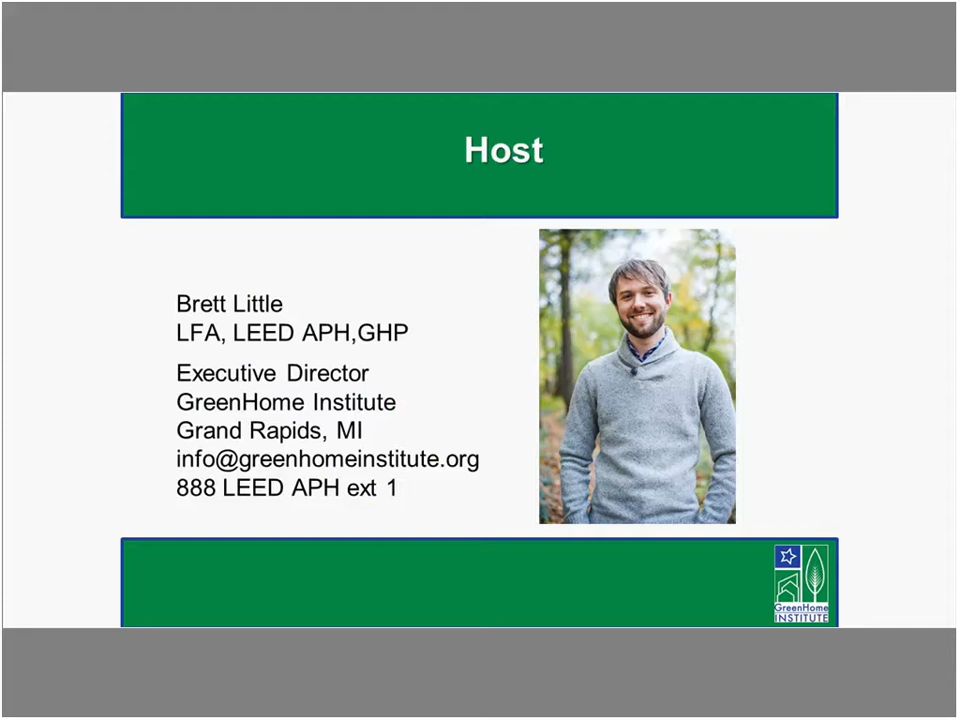 Host
Brett Little
LFA, LEED APH,GHP
Executive Director
GreenHome Institute
Grand Rapids, MI
info@greenhomeinstitute.org
888 LEED APH ext 1
GreenHome
INSTITUTE